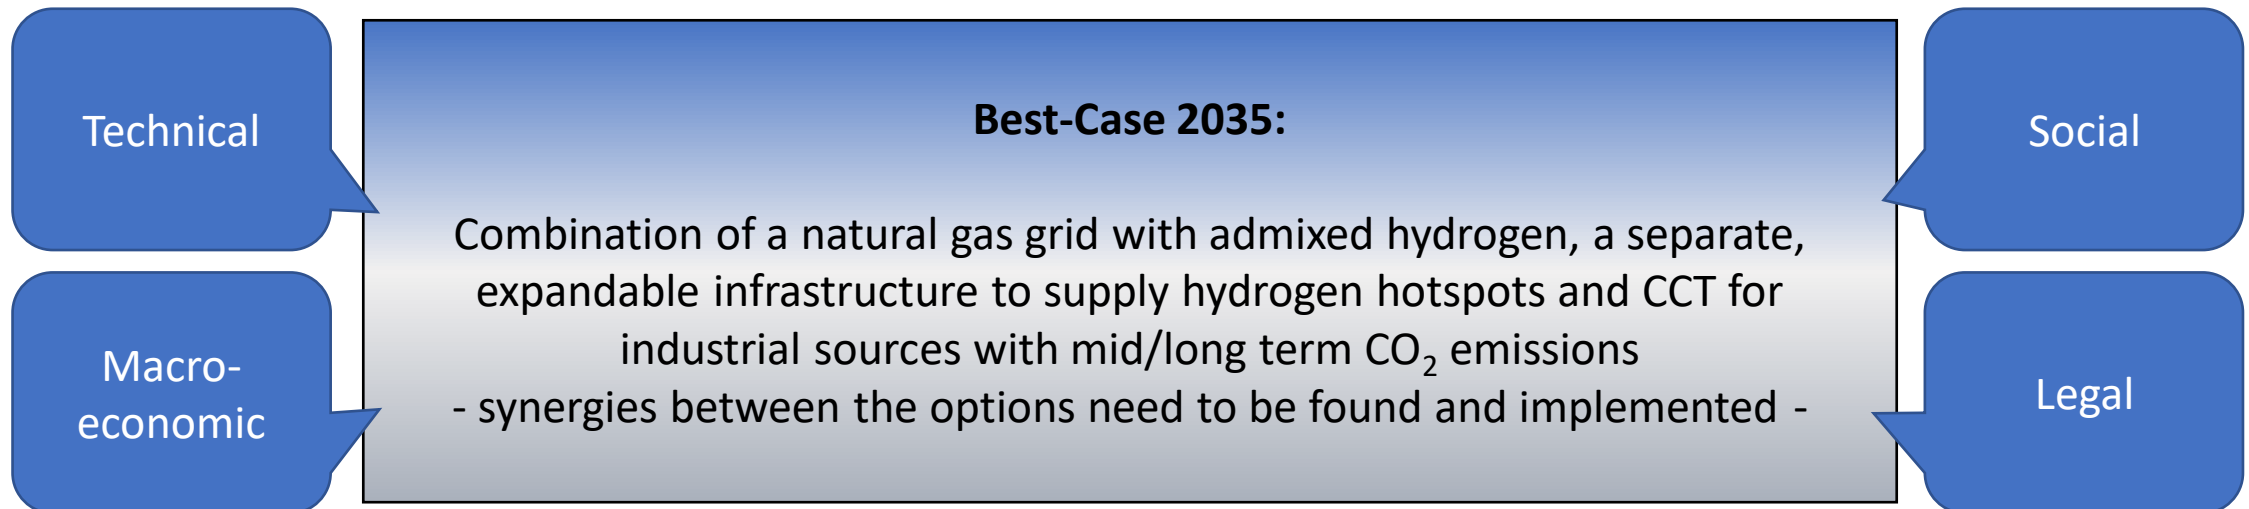 Technical
Macro-
economic
Best-Case 2035:
Combination of a natural gas grid with admixed hydrogen, a separate,
expandable infrastructure to supply hydrogen hotspots and CCT for
industrial sources with mid/long term CO₂ emissions
- synergies between the options need to be found and implemented -
Social
Legal